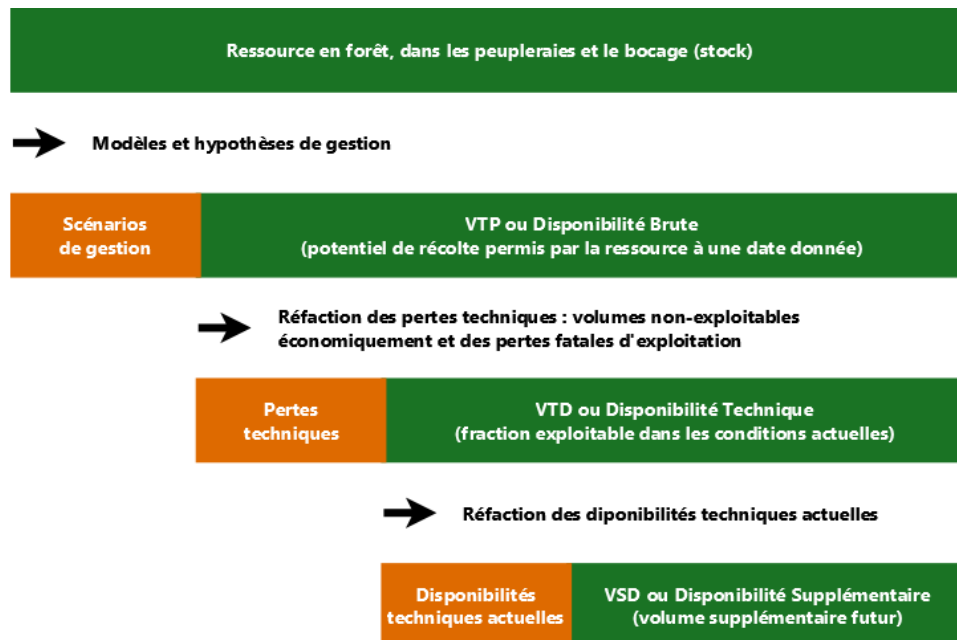 Ressource en forêt, dans les peupleraies et le bocage (stock)
Modèles et hypothèses de gestion
Scénarios
de gestion
VTP ou Disponibilité Brute
(potentiel de récolte permis par la ressource à une date donnée)
Réfaction des pertes techniques : volumes non-exploitables
économiquement et des pertes fatales d'exploitation
Pertes
techniques
VTD ou Disponibilité Technique
(fraction exploitable dans les conditions actuelles)
Réfaction des diponibilités techniques actuelles
Disponibilités
techniques actuelles
VSD ou Disponibilité Supplémentaire
(volume supplémentaire futur)